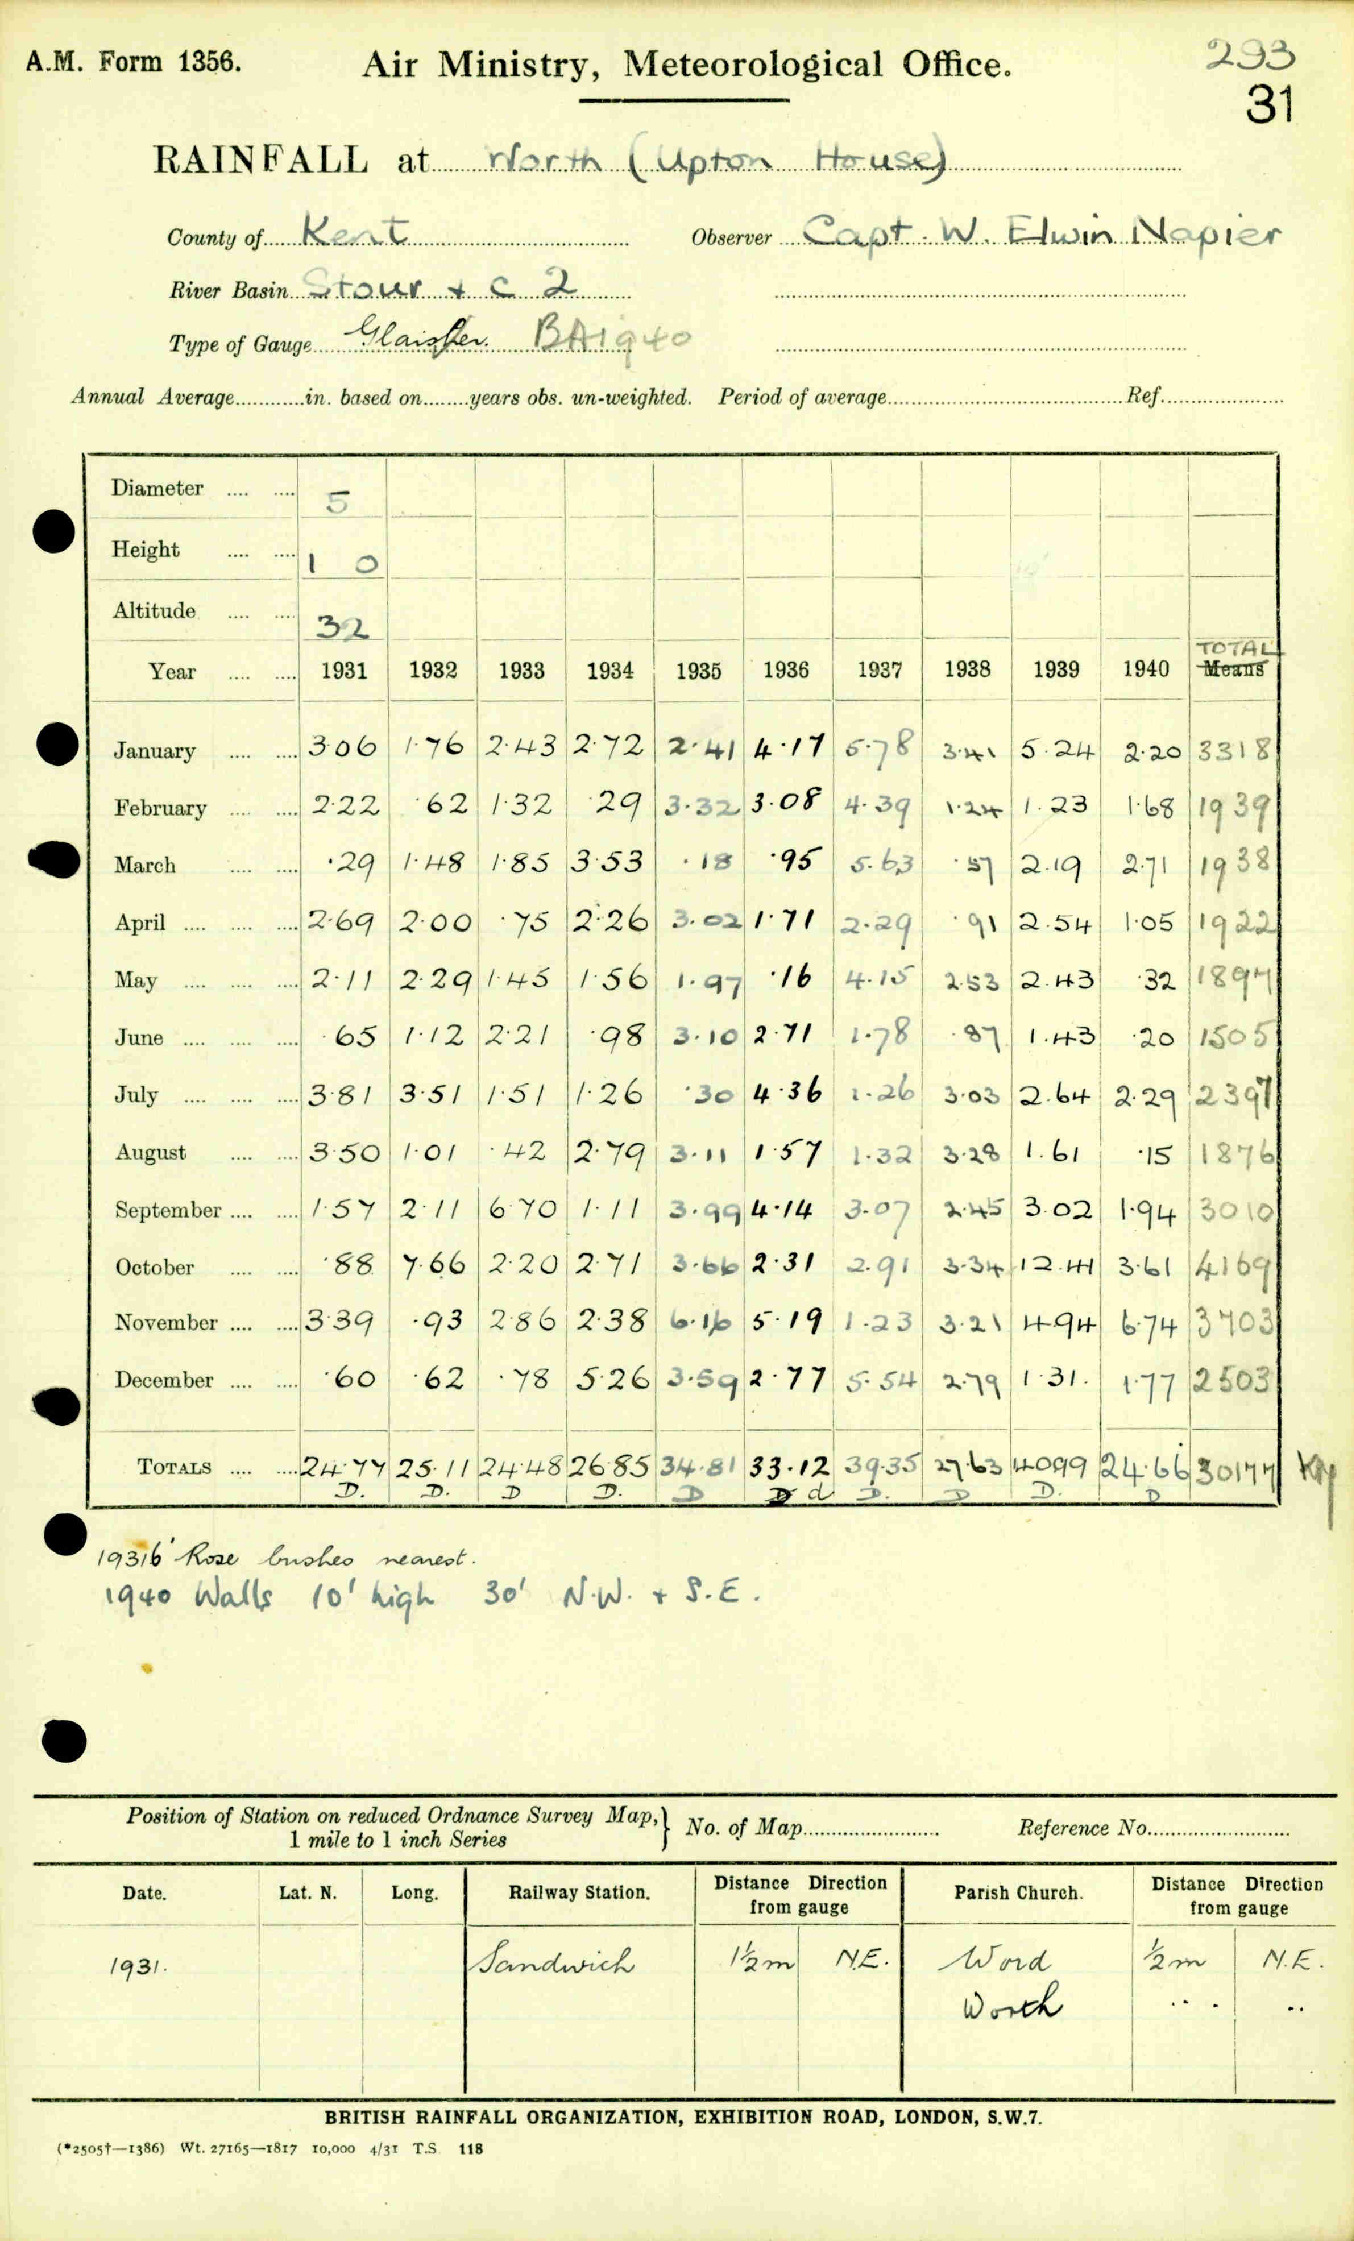 A.M. Form 1356. Air Ministry, Meteorological Office. 293
31
RAINFALL at Worth (Upton House)
County of Kent Observer Capt. W. Elwin Napier
River Basin Stour & C 2
Type of Gauge Glaisher. BA1940
Annual Average in. based on years obs. un-weighted. Period of average Ref.
Diameter 5
Height 1 0
Altitude 32
TOTAL
Year 1931 1932 1933 1934 1935 1936 1937 1938 1939 1940 Means
January 3·06 1·76 2·43 2·72 2·41 4·17 5·78 3·41 5·24 2·20 3318
February 2·22 ·62 1·32 ·29 3·32 3·08 4·39 1·24 1·23 1·68 1939
March ·29 1·48 1·85 3·53 ·18 ·95 5·63 ·57 2·19 2·71 1938
April 2·69 2·00 ·75 2·26 3·02 1·71 2·29 ·91 2·54 1·05 1922
May 2·11 2·29 1·45 1·56 1·97 ·16 4·15 2·53 2·43 ·32 1897
June ·65 1·12 2·21 ·98 3·10 2·71 1·78 ·87 1·43 ·20 1505
July 3·81 3·51 1·51 1·26 ·30 4·36 1·26 3·03 2·64 2·29 2397
August 3·50 1·01 ·42 2·79 3·11 1·57 1·32 3·28 1·61 ·15 1876
September 1·57 2·11 6·70 1·11 3·99 4·14 3·07 2·45 3·02 1·94 3010
October ·88 7·66 2·20 2·71 3·66 2·31 2·91 3·34 12·41 3·61 4169
November 3·39 ·93 2·86 2·38 6·16 5·19 1·23 3·21 4·94 6·74 3703
December ·60 ·62 ·78 5·26 3·59 2·77 5·54 2·79 1·31. 1·77 2503
TOTALS 24·77 25·11 24·48 26·85 34·81 33·12 39·35 27·63 40·99 24·66 30177
D. D. D D. D D d D. D D. D
1931 6' Rose bushes nearest.
1940 Walls 10' high 30' N.W. + S.E.
Position of Station on reduced Ordnance Survey Map,} No. of Map Reference No.
1 mile to 1 inch Series
Date. Lat. N. Long. Railway Station. Distance Direction from gauge Parish Church. Distance Direction from gauge
1931. Sandwich 1½m N.E. Word ½m N.E.
Worth .. . ..
BRITISH RAINFALL ORGANIZATION, EXHIBITION ROAD, LONDON, S.W.7.
(*2505†—1386) Wt. 27165—1817 10,000 4/31 T.S. 118